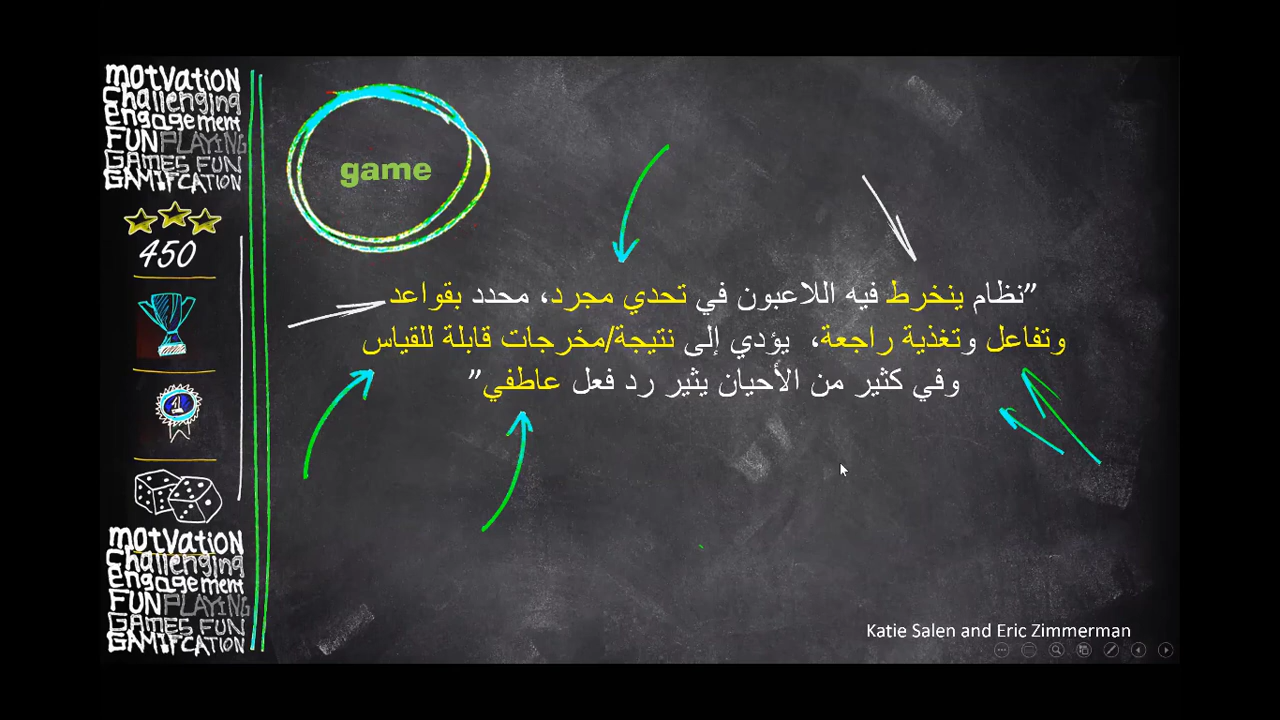 motvation
Challenging
Engagement
FUN PLAYING
GAMES FUN
GAMIFCATION
450
1
game
”نظام ينخرط فيه اللاعبون في تحدي مجرد، محدد بقواعد
وتفاعل وتغذية راجعة،  يؤدي إلى نتيجة/مخرجات قابلة للقياس
وفي كثير من الأحيان يثير رد فعل عاطفي”
motvation
Challenging
Engagement
FUN PLAYING
GAMES FUN
GAMIFCATION
Katie Salen and Eric Zimmerman